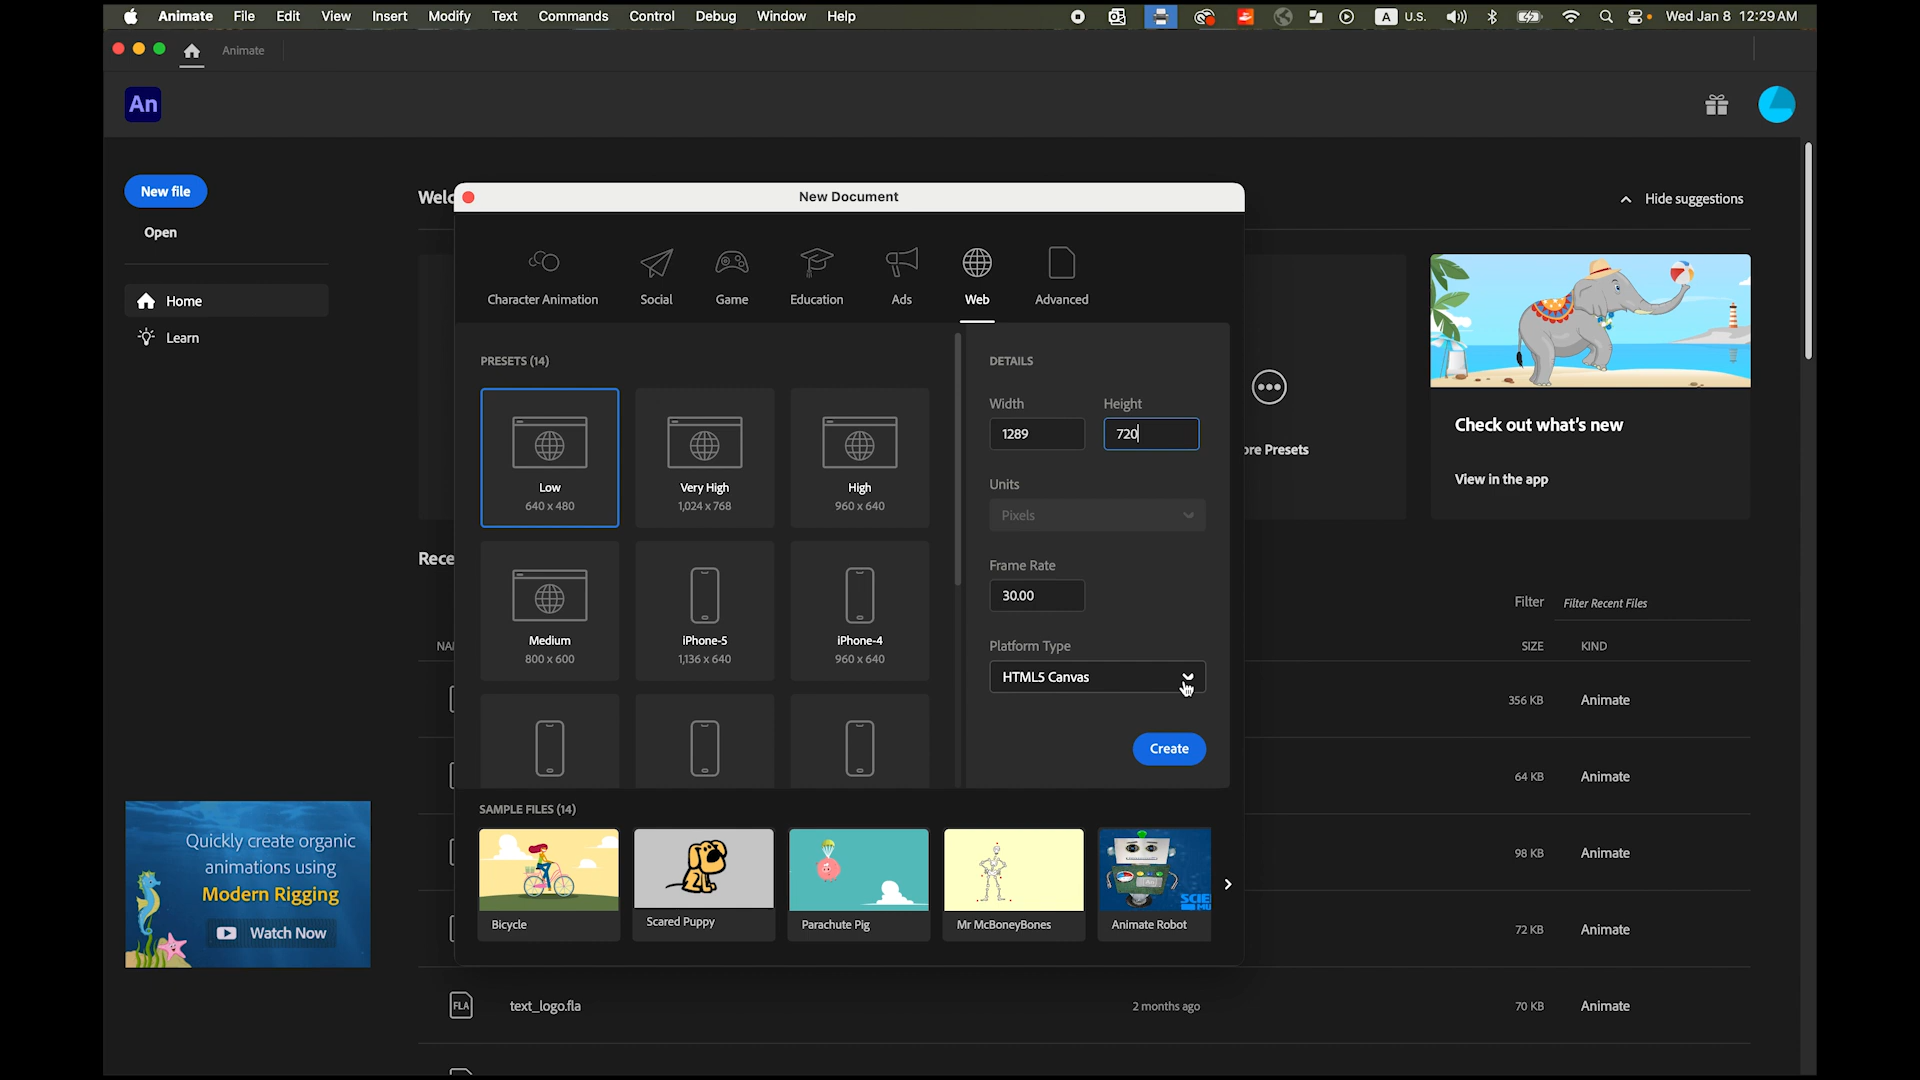 Animate File Edit View Insert Modify Text Commands Control Debug Window Help A U.S. Wed Jan 8 12:29 AM
Animate
An
New file
Open
Home
Learn
Welc
Hide suggestions
New Document
Character Animation Social Game Education Ads Web Advanced
PRESETS (14)
Low
640 x 480
Very High
1,024 x 768
High
960 x 640
Medium
800 x 600
iPhone-5
1,136 x 640
iPhone-4
960 x 640
DETAILS
Width Height
1289 720
Units
Pixels
Frame Rate
30.00
Platform Type
HTML5 Canvas
Create
SAMPLE FILES (14)
Bicycle
Scared Puppy
Parachute Pig
Mr McBoneyBones
Animate Robot
ore Presets
Check out what's new
View in the app
Rece
Filter Filter Recent Files
NA SIZE KIND
356 KB Animate
64 KB Animate
98 KB Animate
72 KB Animate
FLA text_logo.fla 2 months ago 70 KB Animate
Quickly create organic
animations using
Modern Rigging
Watch Now